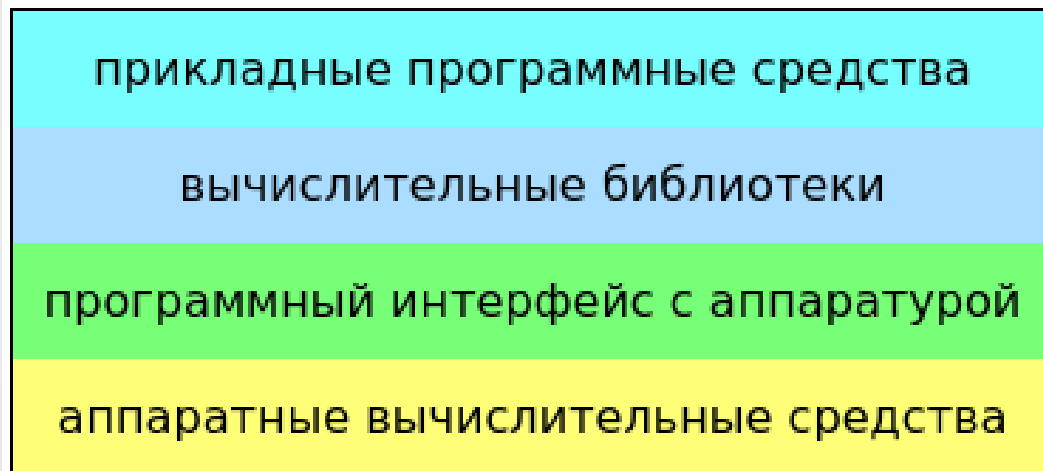 прикладные программные средства
вычислительные библиотеки
программный интерфейс с аппаратурой
аппаратные вычислительные средства